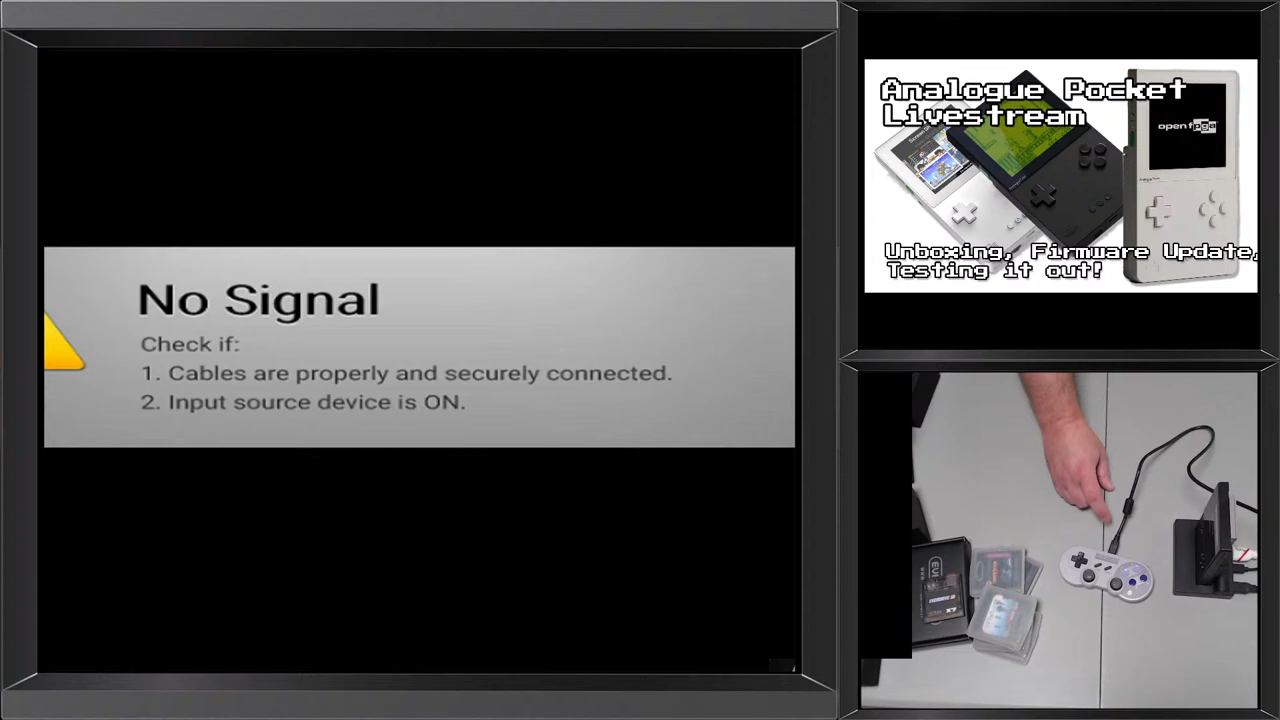 No Signal
Check if:
1. Cables are properly and securely connected.
2. Input source device is ON.
Analogue Pocket
Livestream
open fpga
Unboxing, Firmware Update,
Testing it out!
X7